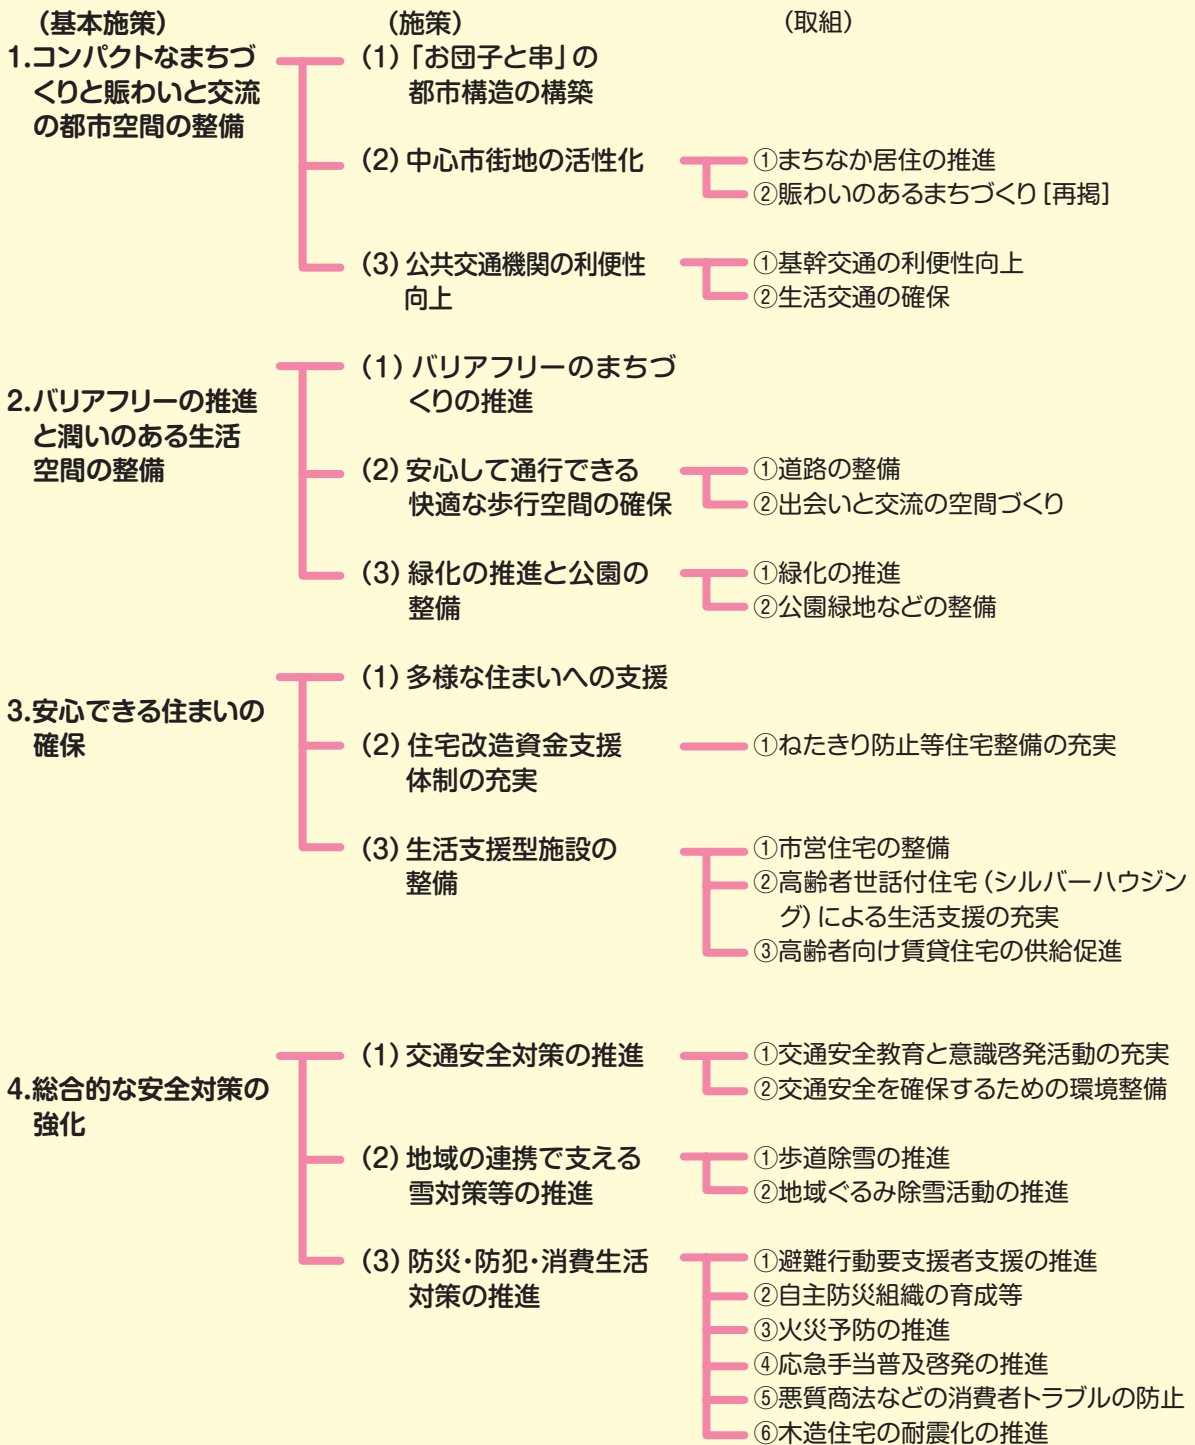 （基本施策）　（施策）　（取組）
1.コンパクトなまちづ
くりと賑わいと交流
の都市空間の整備
（1）「お団子と串」の
都市構造の構築
（2）中心市街地の活性化
①まちなか居住の推進
②賑わいのあるまちづくり［再掲］
（3）公共交通機関の利便性
向上
①基幹交通の利便性向上
②生活交通の確保
2.バリアフリーの推進
と潤いのある生活
空間の整備
（1）バリアフリーのまちづ
くりの推進
（2）安心して通行できる
快適な歩行空間の確保
①道路の整備
②出会いと交流の空間づくり
（3）緑化の推進と公園の
整備
①緑化の推進
②公園緑地などの整備
3.安心できる住まいの
確保
（1）多様な住まいへの支援
（2）住宅改造資金支援
体制の充実
①ねたきり防止等住宅整備の充実
（3）生活支援型施設の
整備
①市営住宅の整備
②高齢者世話付住宅（シルバーハウジン
グ）による生活支援の充実
③高齢者向け賃貸住宅の供給促進
4.総合的な安全対策の
強化
（1）交通安全対策の推進
①交通安全教育と意識啓発活動の充実
②交通安全を確保するための環境整備
（2）地域の連携で支える
雪対策等の推進
①歩道除雪の推進
②地域ぐるみ除雪活動の推進
（3）防災・防犯・消費生活
対策の推進
①避難行動要支援者支援の推進
②自主防災組織の育成等
③火災予防の推進
④応急手当普及啓発の推進
⑤悪質商法などの消費者トラブルの防止
⑥木造住宅の耐震化の推進